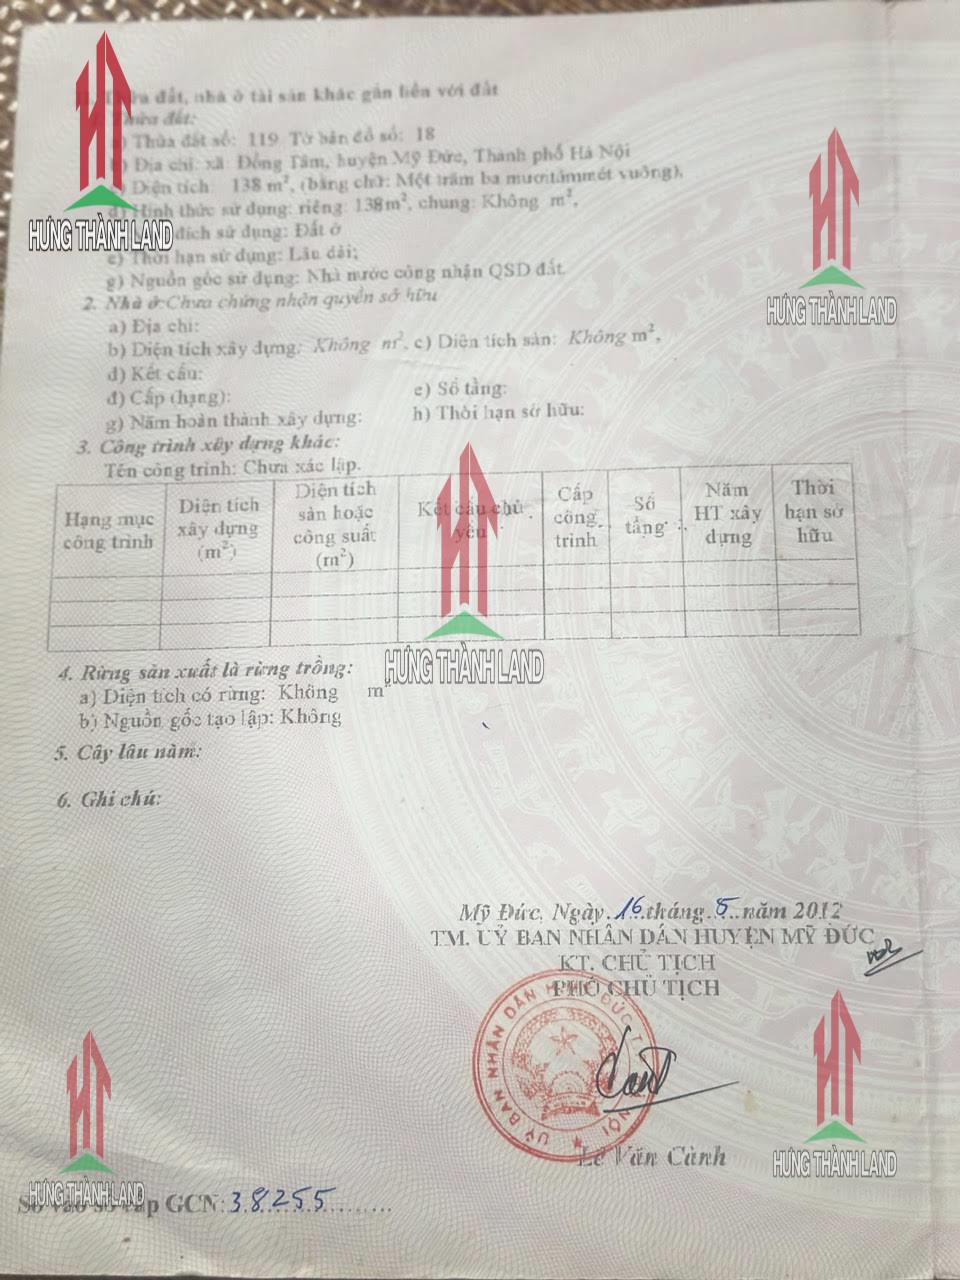 đất, nhà ở tài sản khác gắn liền với đất
Thửa đất:
a) Thửa đất số: 119 Tờ bản đồ số: 18
b) Địa chỉ: xã Đồng Tâm, huyện Mỹ Đức, Thành phố Hà Nội
Diện tích: 138 m², (bằng chữ: Một trăm ba mươi tám mét vuông),
d) Hình thức sử dụng: riêng: 138m², chung: Không m²,
đích sử dụng: Đất ở
e) Thời hạn sử dụng: Lâu dài;
g) Nguồn gốc sử dụng: Nhà nước công nhận QSD đất.
2. Nhà ở: Chưa chứng nhận quyền sở hữu
a) Địa chỉ:
b) Diện tích xây dựng: Không m². c) Diện tích sàn: Không m²,
d) Kết cấu:
đ) Cấp (hạng): e) Số tầng:
g) Năm hoàn thành xây dựng: h) Thời hạn sở hữu:
3. Công trình xây dựng khác:
Tên công trình: Chưa xác lập.
Hạng mục công trình
Diện tích xây dựng (m²)
Diện tích sàn hoặc công suất (m²)
Kết cấu chủ yếu
Cấp công trình
Số tầng
Năm HT xây dựng
Thời hạn sở hữu
4. Rừng sản xuất là rừng trồng:
a) Diện tích có rừng: Không m²
b) Nguồn gốc tạo lập: Không
5. Cây lâu năm:
6. Ghi chú:
Mỹ Đức, Ngày 16 tháng 5 năm 2012
TM. UỶ BAN NHÂN DÂN HUYỆN MỸ ĐỨC
KT. CHỦ TỊCH
PHÓ CHỦ TỊCH
Lê Văn Cảnh
Số vào sổ cấp GCN: 38255
HƯNG THÀNH LAND
HƯNG THÀNH LAND
HƯNG THÀNH LAND
HƯNG THÀNH LAND
HƯNG THÀNH LAND